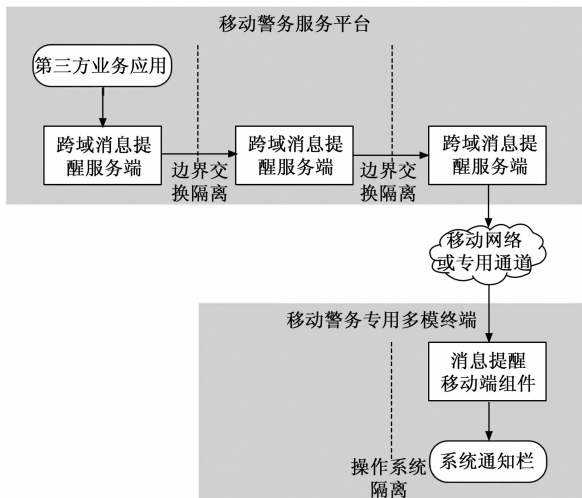 移动警务服务平台
第三方业务应用
跨域消息提
醒服务端
边界交
换隔离
跨域消息提
醒服务端
边界交
换隔离
跨域消息提
醒服务端
移动网络
或专用通道
移动警务专用多模终端
消息提醒
移动端组件
操作系统
隔离
系统通知栏